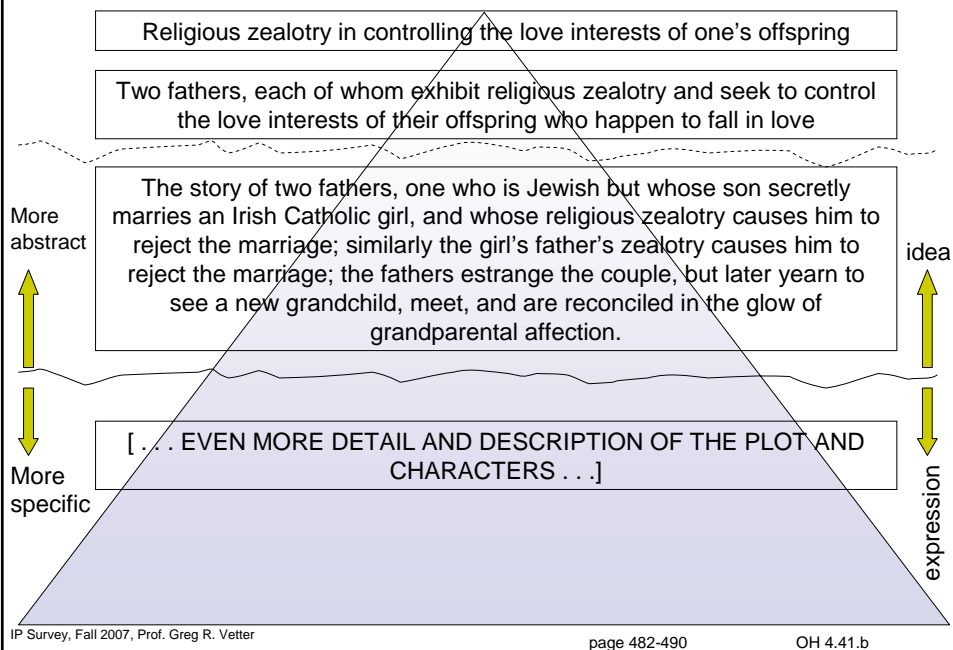 Religious zealotry in controlling the love interests of one's offspring
Two fathers, each of whom exhibit religious zealotry and seek to control
the love interests of their offspring who happen to fall in love
The story of two fathers, one who is Jewish but whose son secretly
marries an Irish Catholic girl, and whose religious zealotry causes him to
reject the marriage; similarly the girl's father's zealotry causes him to
reject the marriage; the fathers estrange the couple, but later yearn to
see a new grandchild, meet, and are reconciled in the glow of
grandparental affection.
More
abstract
idea
[ . . . EVEN MORE DETAIL AND DESCRIPTION OF THE PLOT AND
CHARACTERS . . .]
More
specific
expression
IP Survey, Fall 2007, Prof. Greg R. Vetter
page 482-490
OH 4.41.b